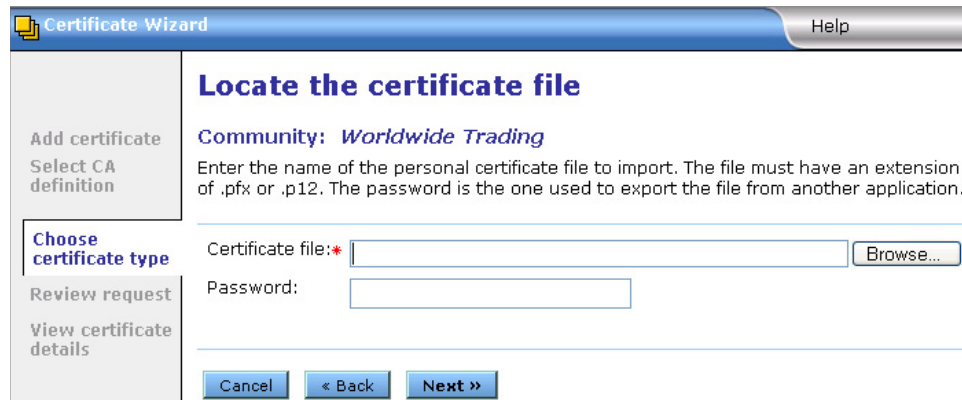 Certificate Wizard
Help
Add certificate
Select CA
definition
Choose
certificate type
Review request
View certificate
details
Locate the certificate file
Community: Worldwide Trading
Enter the name of the personal certificate file to import. The file must have an extension
of .pfx or .p12. The password is the one used to export the file from another application.
Certificate file:*
Browse...
Password:
Cancel
« Back
Next »